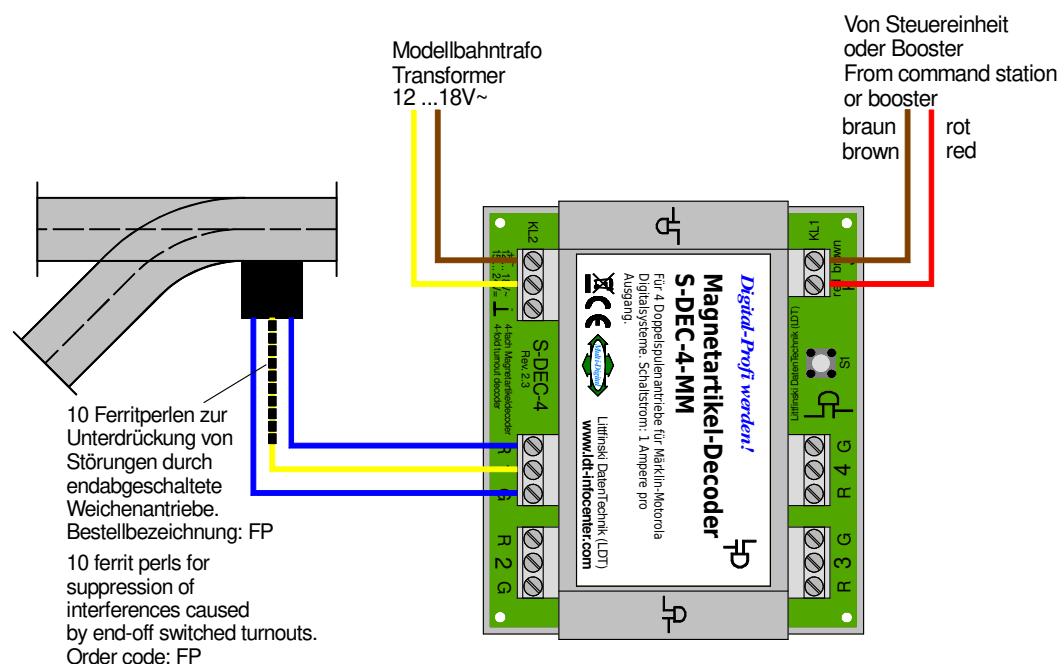 Modellbahntrafo
Transformer
12 ...18V~
Von Steuereinheit
oder Booster
From command station
or booster
braun
brown
rot
red
KL2
KL1
S-DEC-4
Rev. 2.3
4-fach Magnetartikeldecoder
4-fold turnout decoder
Digital-Profi werden!
Magnetartikel-Decoder
S-DEC-4-MM
Für 4 Doppelspulenantriebe für Märklin-Motorola
Digitalsysteme. Schaltstrom: 1 Ampere pro
Ausgang.
CE
Multi-Digital
Littfinski DatenTechnik (LDT)
www.ldt-infocenter.com
red brown
S1
Littfinski DatenTechnik (LDT)
R
G
R 2 G
R 4 G
R 3 G
10 Ferritperlen zur
Unterdrückung von
Störungen durch
endabgeschaltete
Weichenantriebe.
Bestellbezeichnung: FP
10 ferrit perls for
suppression of
interferences caused
by end-off switched turnouts.
Order code: FP